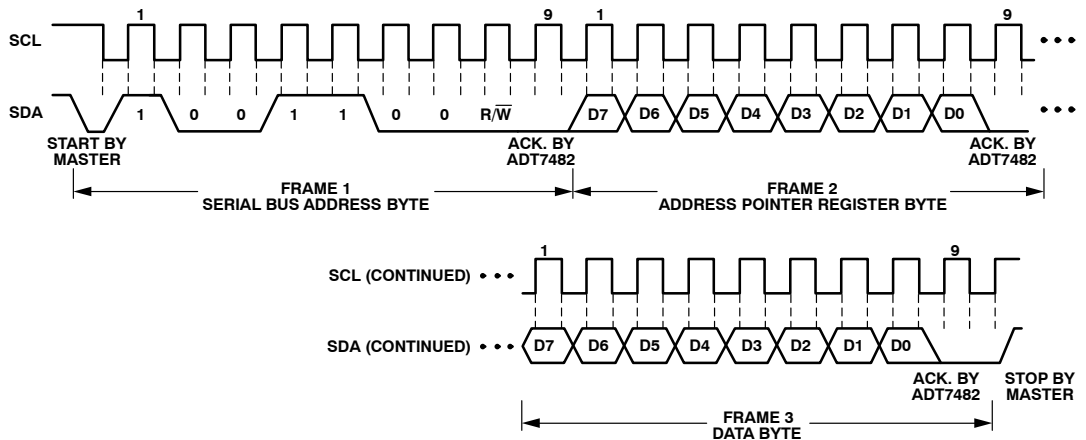 1 9 1 9
SCL
SDA 1 0 0 1 1 0 0 R/W̅ D7 D6 D5 D4 D3 D2 D1 D0
START BY
MASTER
ACK. BY
ADT7482
ACK. BY
ADT7482
FRAME 1
SERIAL BUS ADDRESS BYTE
FRAME 2
ADDRESS POINTER REGISTER BYTE
1 9
SCL (CONTINUED)
SDA (CONTINUED) D7 D6 D5 D4 D3 D2 D1 D0
ACK. BY
ADT7482
STOP BY
MASTER
FRAME 3
DATA BYTE